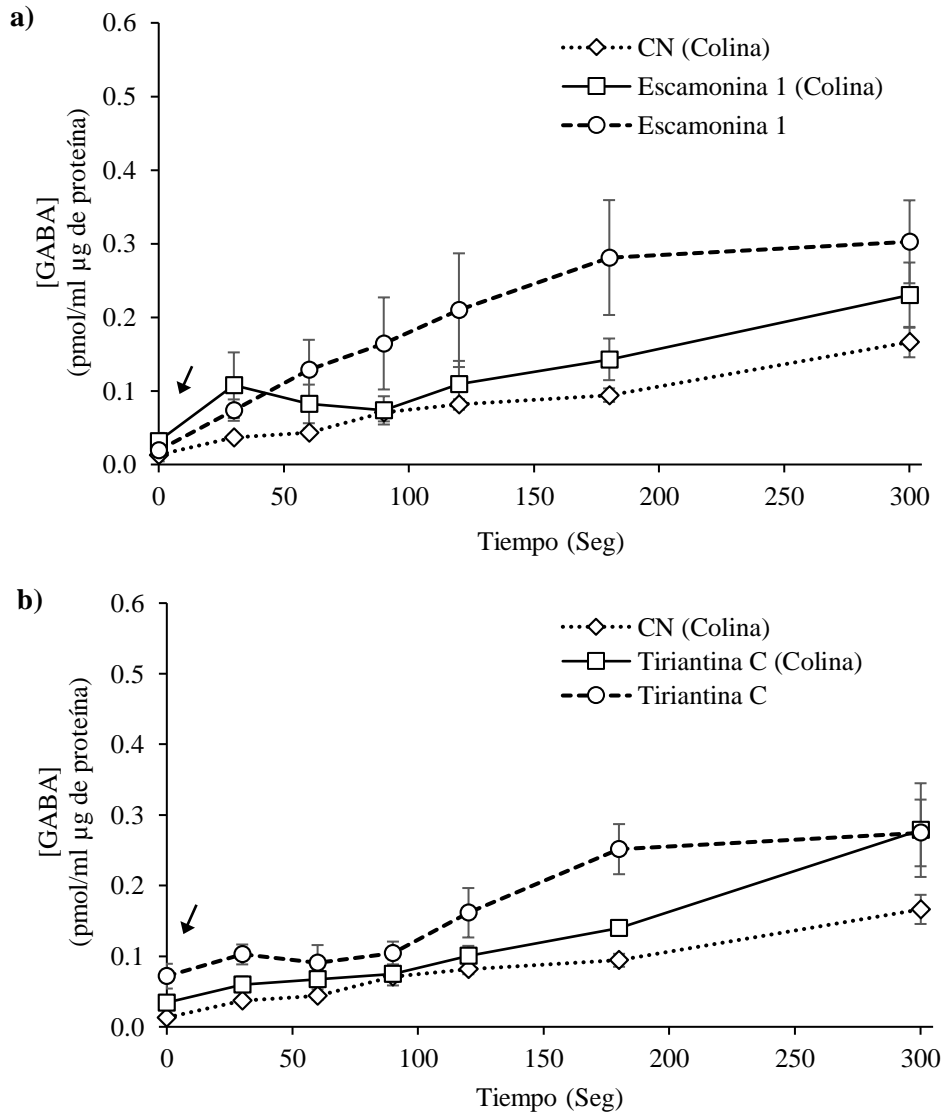 a)
0.6
0.5
0.4
0.3
0.2
0.1
0.0
[GABA]
(pmol/ml µg de proteína)
CN (Colina)
Escamonina 1 (Colina)
Escamonina 1
0 50 100 150 200 250 300
Tiempo (Seg)
b)
0.6
0.5
0.4
0.3
0.2
0.1
0.0
[GABA]
(pmol/ml µg de proteína)
CN (Colina)
Tiriantina C (Colina)
Tiriantina C
0 50 100 150 200 250 300
Tiempo (Seg)